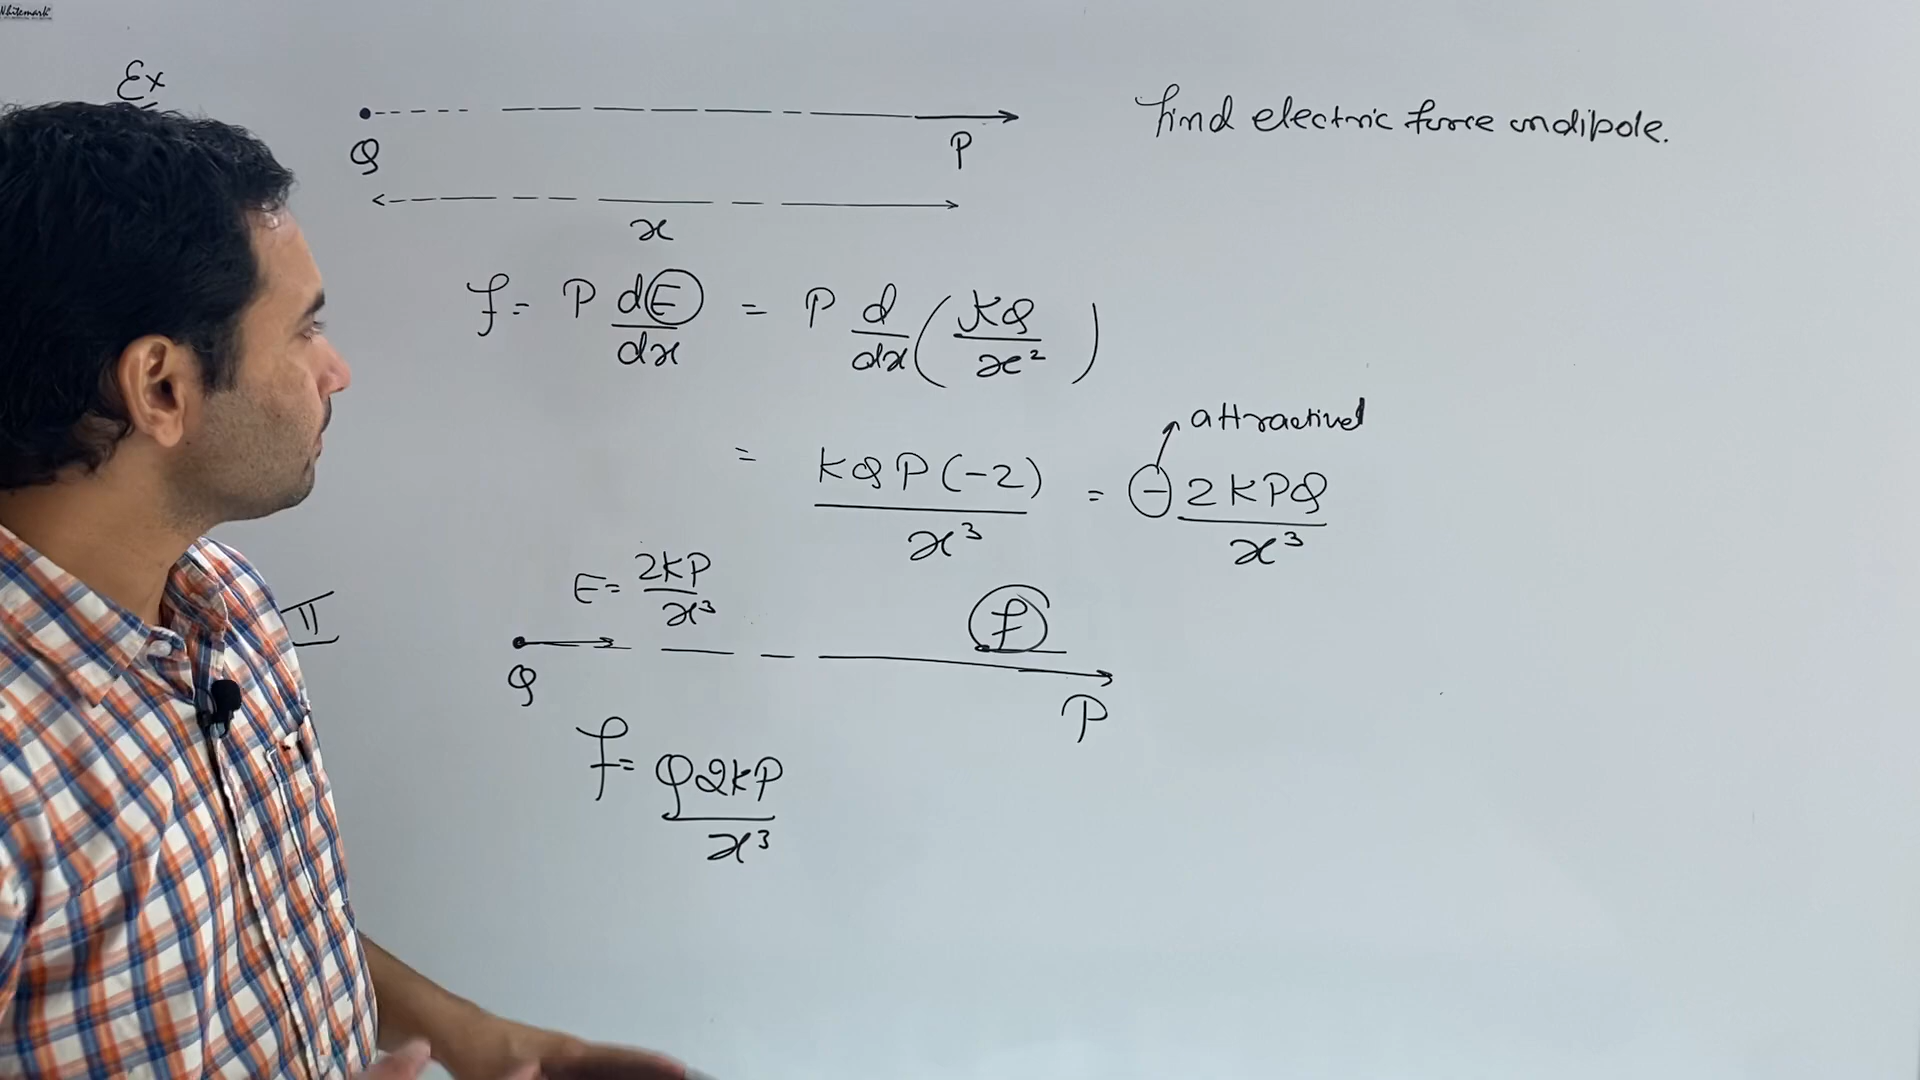 Whitemark
Ex
Find electric force on dipole.
Q P
x
F = P dE/dx = P d/dx (KQ/x²)
= KQP(-2)/x³ = - 2KPQ/x³
attractive
II
E = 2KP/x³
F
Q P
F = Q2KP/x³